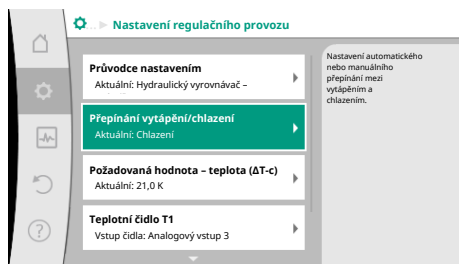 ... ▶ Nastavení regulačního provozu
Průvodce nastavením
Aktuální: Hydraulický vyrovnávač –
Přepínání vytápění/chlazení
Aktuální: Chlazení
Požadovaná hodnota – teplota (ΔT-c)
Aktuální: 21,0 K
Teplotní čidlo T1
Vstup čidla: Analogový vstup 3
Nastavení automatického
nebo manuálního
přepínání mezi
vytápěním a
chlazením.